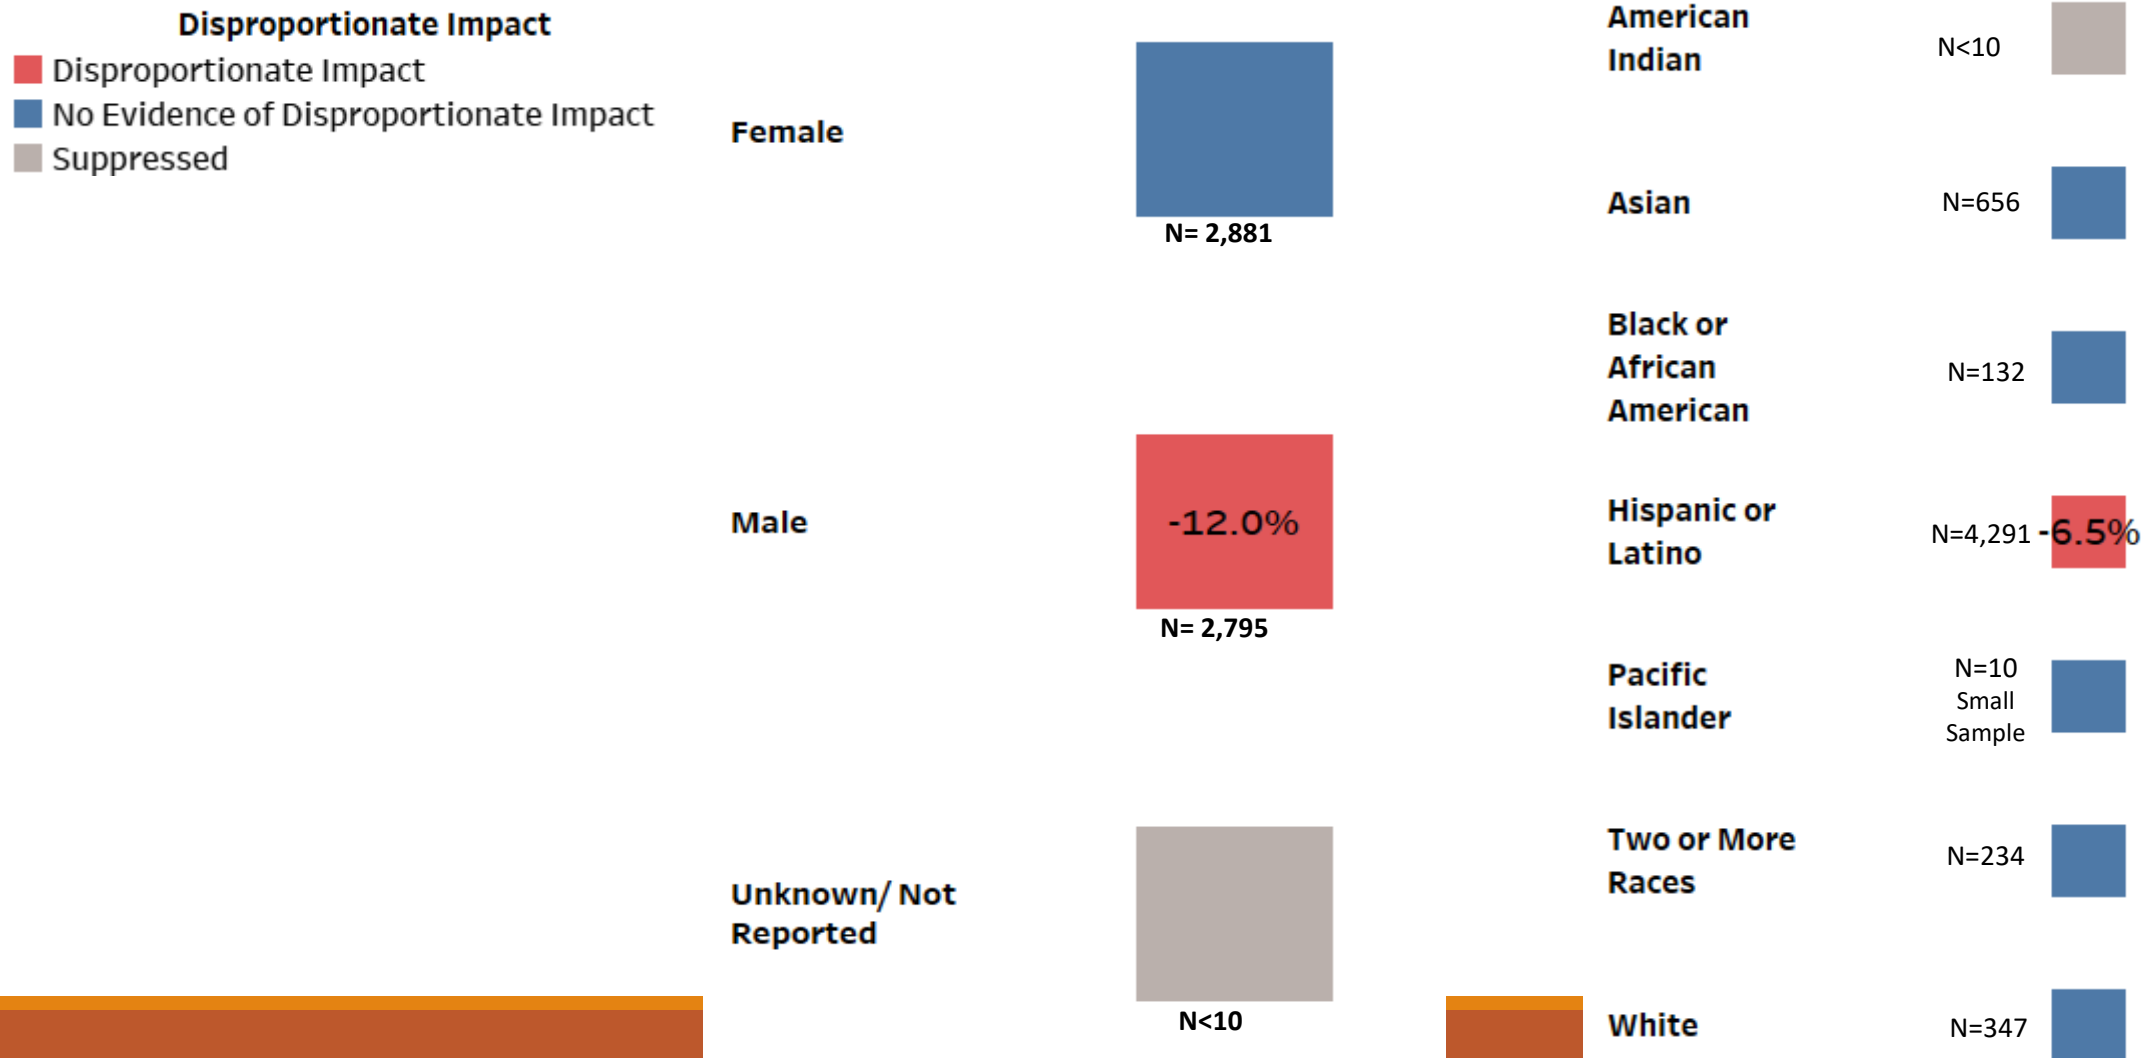 Disproportionate Impact
Disproportionate Impact
No Evidence of Disproportionate Impact
Suppressed
Female
N= 2,881
Male
-12.0%
N= 2,795
Unknown/ Not
Reported
N<10
American
Indian
N<10
Asian
N=656
Black or
African
American
N=132
Hispanic or
Latino
N=4,291
-6.5%
Pacific
Islander
N=10
Small
Sample
Two or More
Races
N=234
White
N=347